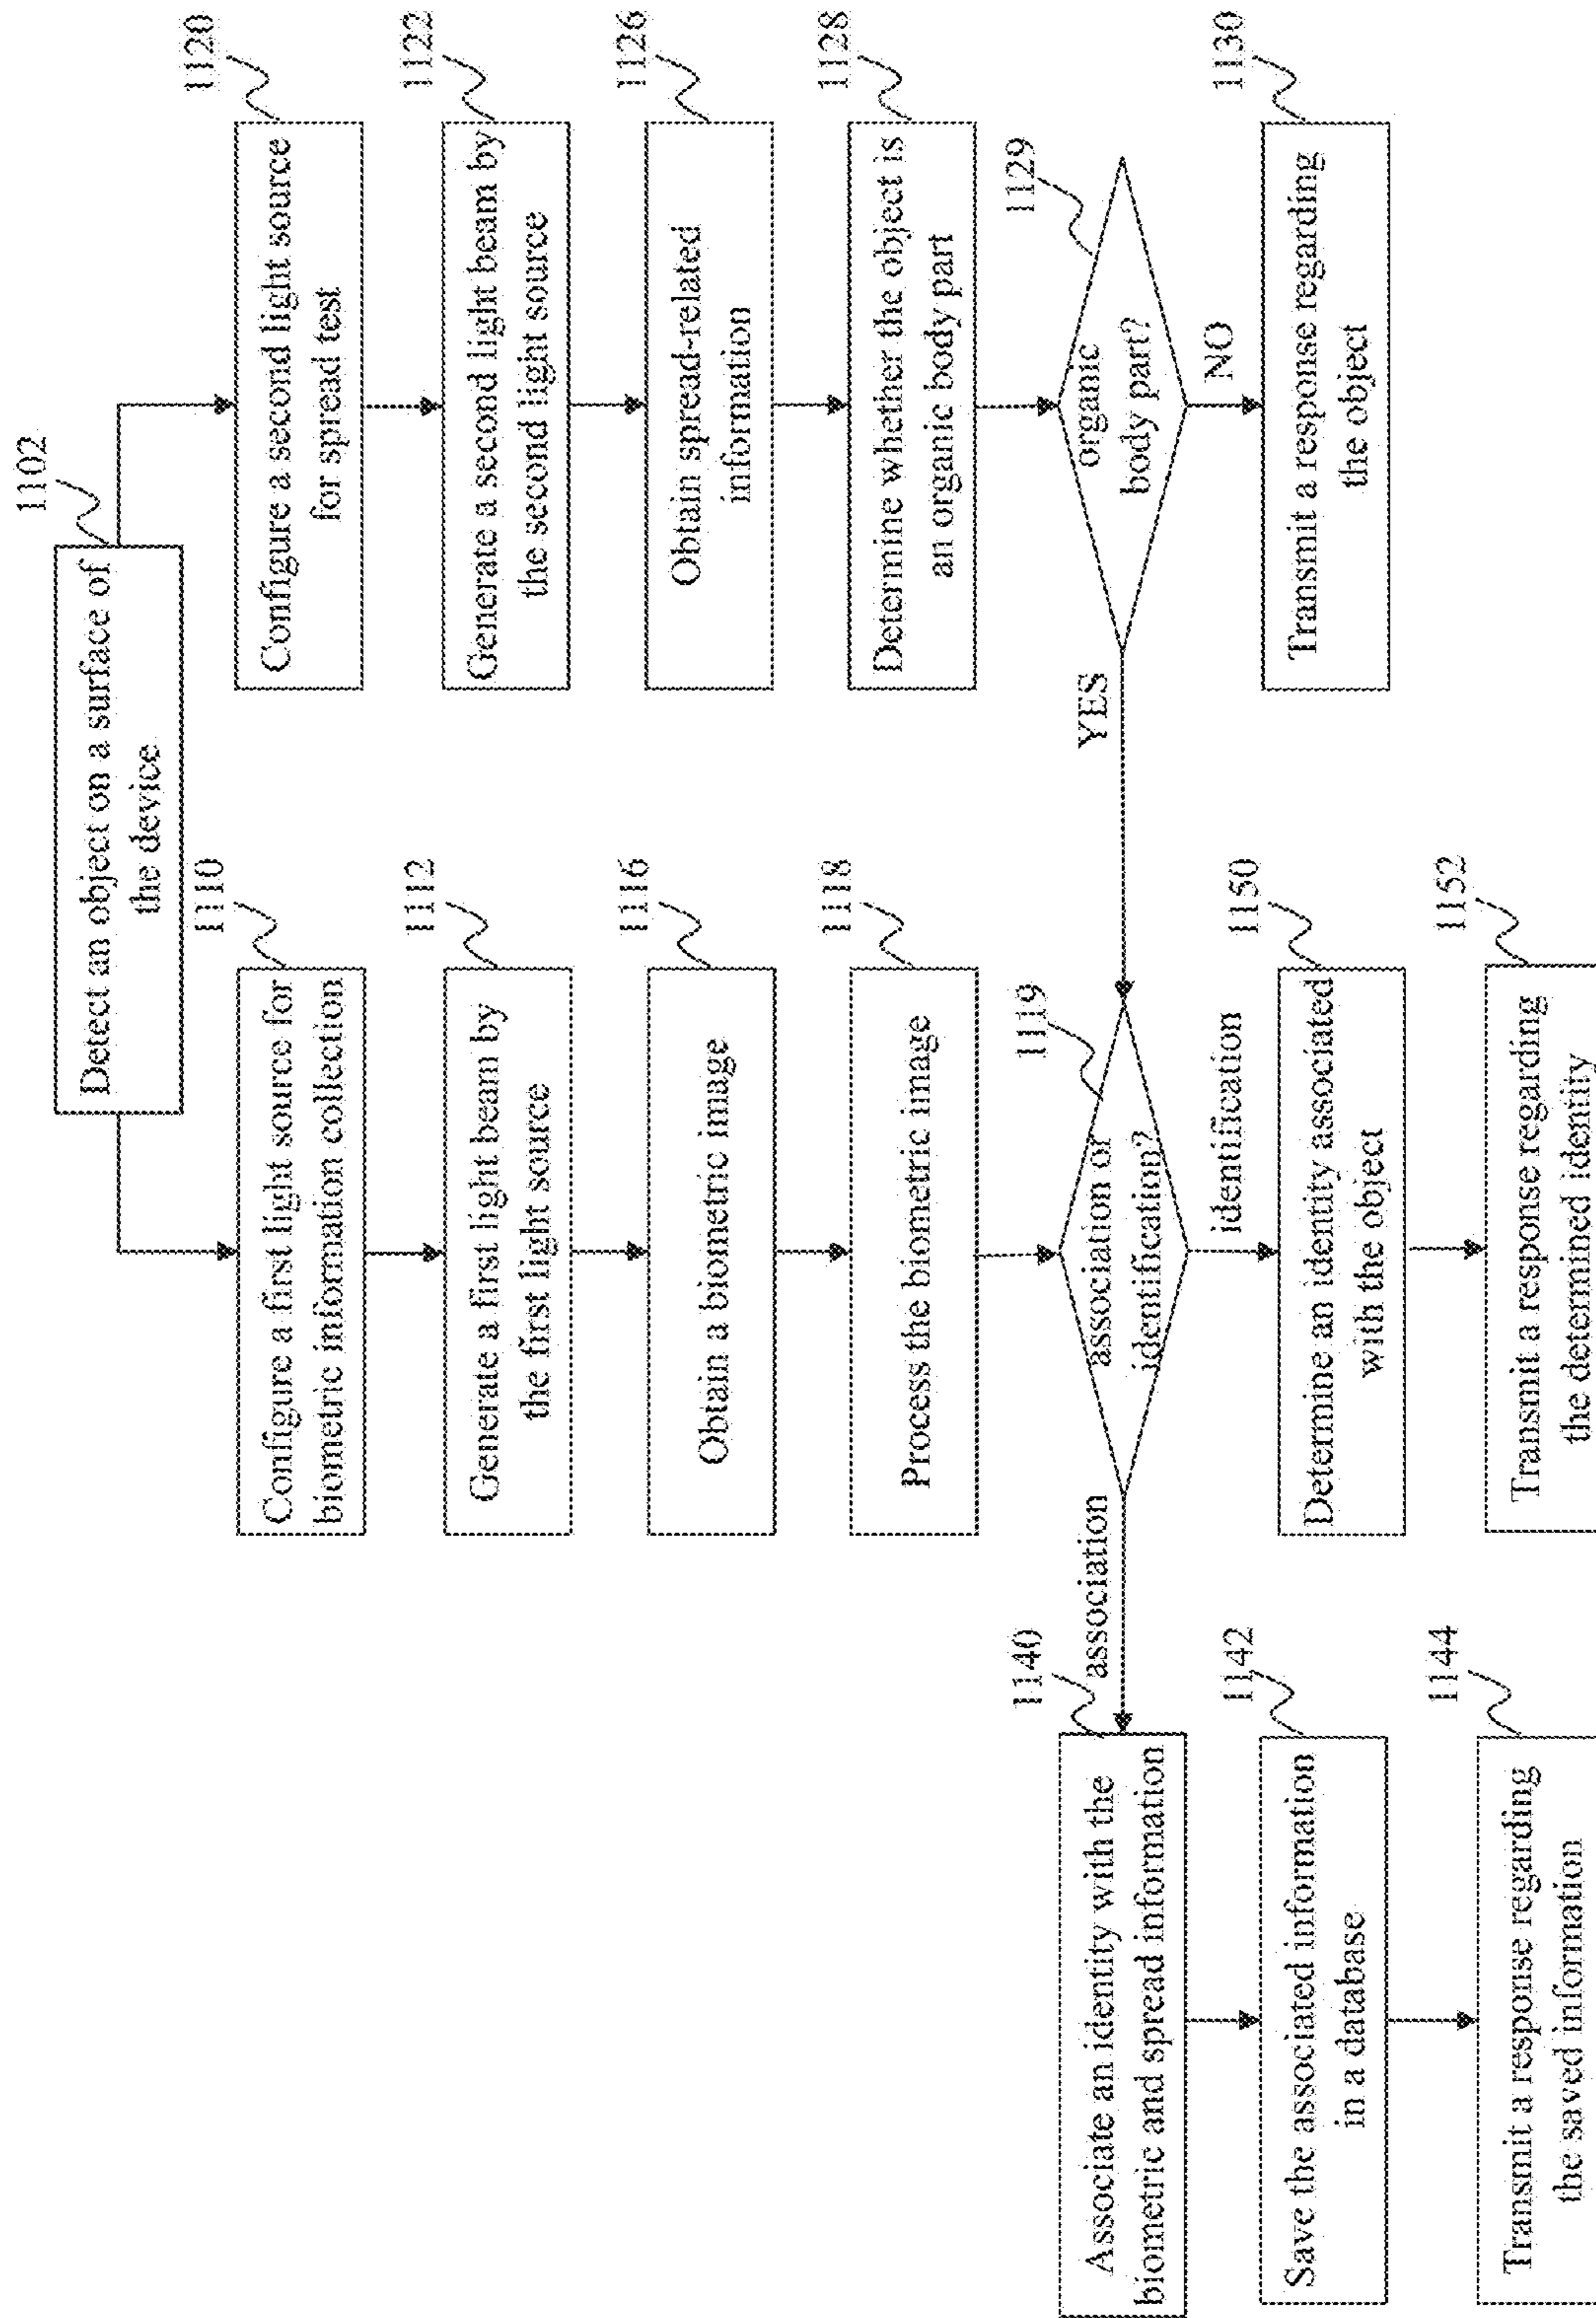 1102
Detect an object on a surface of
the device
1110
Configure a first light source for
biometric information collection
1112
Generate a first light beam by
the first light source
1116
Obtain a biometric image
1118
Process the biometric image
1119
association or
identification?
1120
Configure a second light source
for spread test
1122
Generate a second light beam by
the second light source
1126
Obtain spread-related
information
1128
Determine whether the object is
an organic body part
1129
organic
body part?
YES
NO
1130
Transmit a response regarding
the object
association
1140
Associate an identity with the
biometric and spread information
1142
Save the associated information
in a database
1144
Transmit a response regarding
the saved information
identification
1150
Determine an identity associated
with the object
1152
Transmit a response regarding
the determined identity